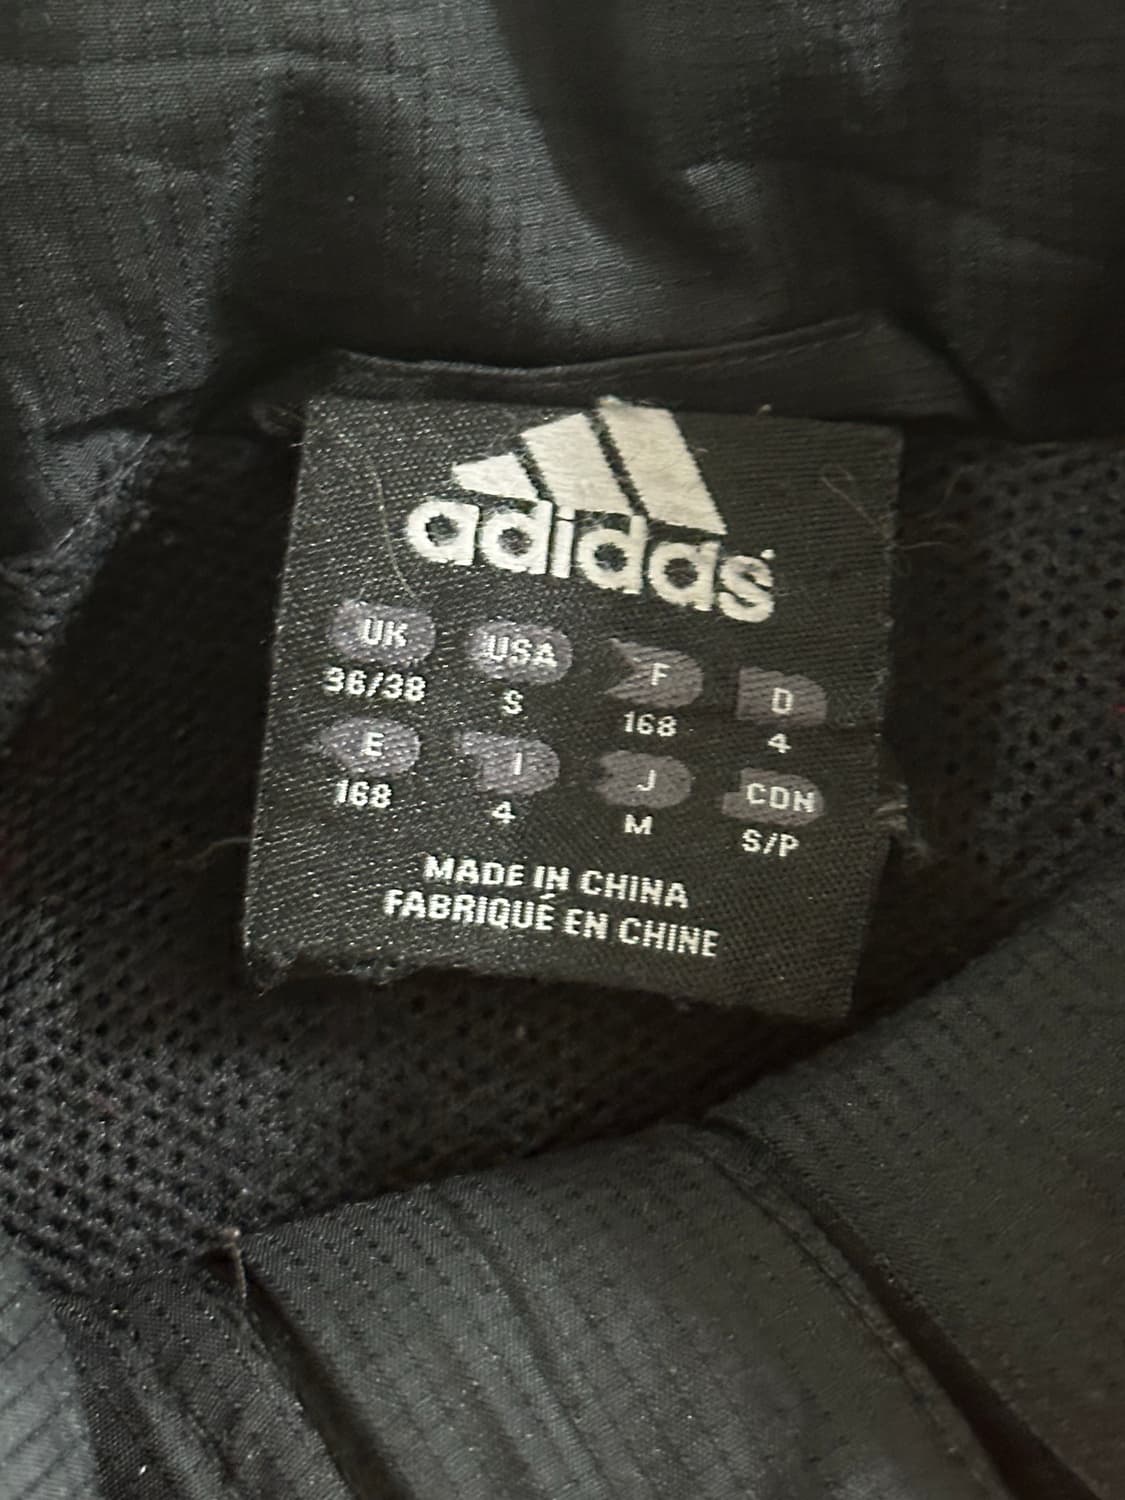 adidas
UK USA F D
36/38 S 168 4
E I J CDN
168 4 M S/P
MADE IN CHINA
FABRIQUÉ EN CHINE